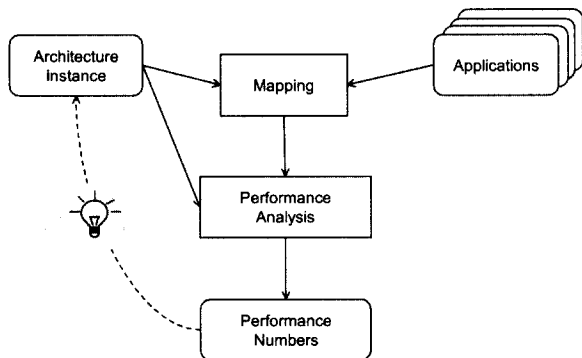 Architecture
instance
Applications
Mapping
Performance
Analysis
Performance
Numbers